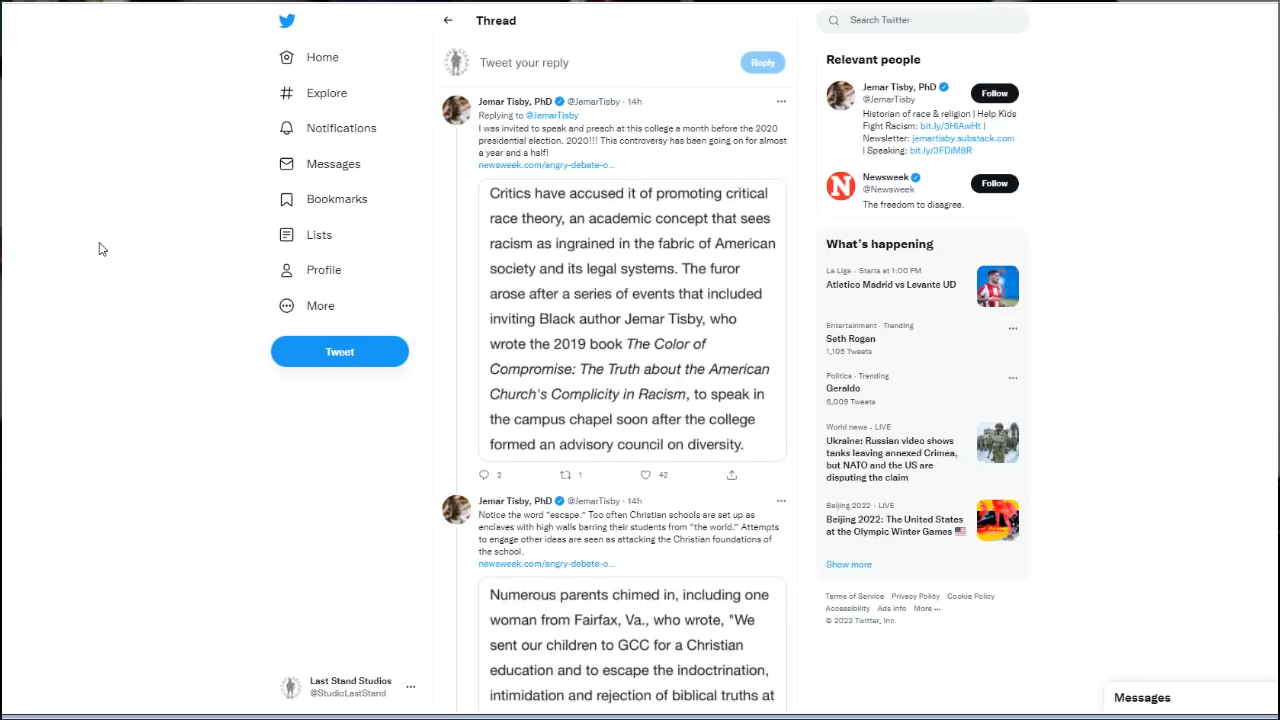 Home
Explore
Notifications
Messages
Bookmarks
Lists
Profile
More
Tweet
Last Stand Studios
@StudioLastStand
Thread
Tweet your reply
Reply
Jemar Tisby, PhD @JemarTisby · 14h
Replying to @JemarTisby
I was invited to speak and preach at this college a month before the 2020
presidential election. 2020!!! This controversy has been going on for almost
a year and a half!
newsweek.com/angry-debate-o...
Critics have accused it of promoting critical
race theory, an academic concept that sees
racism as ingrained in the fabric of American
society and its legal systems. The furor
arose after a series of events that included
inviting Black author Jemar Tisby, who
wrote the 2019 book The Color of
Compromise: The Truth about the American
Church's Complicity in Racism, to speak in
the campus chapel soon after the college
formed an advisory council on diversity.
2 1 42
Jemar Tisby, PhD @JemarTisby · 14h
Notice the word "escape." Too often Christian schools are set up as
enclaves with high walls barring their students from "the world." Attempts
to engage other ideas are seen as attacking the Christian foundations of
the school.
newsweek.com/angry-debate-o...
Numerous parents chimed in, including one
woman from Fairfax, Va., who wrote, "We
sent our children to GCC for a Christian
education and to escape the indoctrination,
intimidation and rejection of biblical truths at
Search Twitter
Relevant people
Jemar Tisby, PhD
@JemarTisby
Follow
Historian of race & religion | Help Kids
Fight Racism: bit.ly/3HiAwHt |
Newsletter: jemartisby.substack.com
| Speaking: bit.ly/3FDiM8R
Newsweek
@Newsweek
Follow
The freedom to disagree.
What's happening
La Liga · Starts at 1:00 PM
Atletico Madrid vs Levante UD
Entertainment · Trending
Seth Rogan
1,105 Tweets
Politics · Trending
Geraldo
6,009 Tweets
World news · LIVE
Ukraine: Russian video shows
tanks leaving annexed Crimea,
but NATO and the US are
disputing the claim
Beijing 2022 · LIVE
Beijing 2022: The United States
at the Olympic Winter Games 🇺🇸
Show more
Terms of Service Privacy Policy Cookie Policy
Accessibility Ads info More ...
© 2022 Twitter, Inc.
Messages